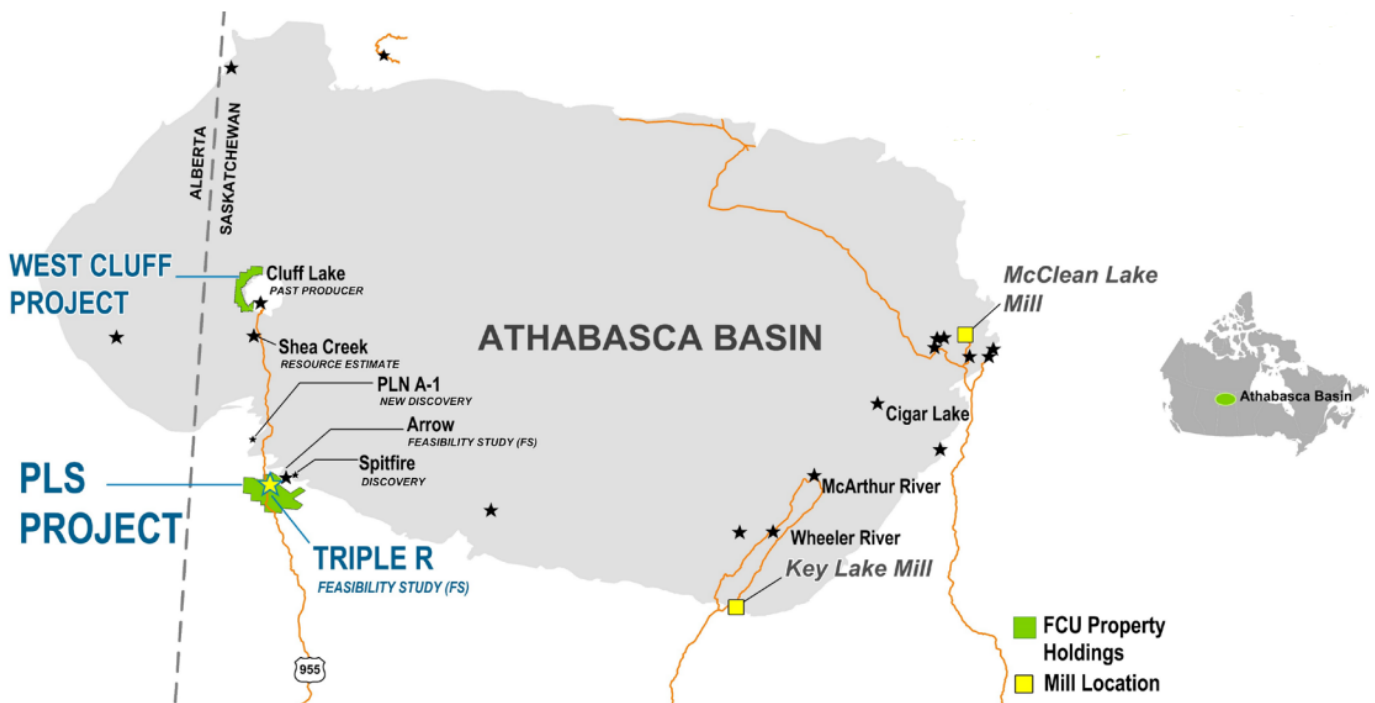 ALBERTA
SASKATCHEWAN
WEST CLUFF
PROJECT
Cluff Lake
PAST PRODUCER
McClean Lake
Mill
ATHABASCA BASIN
Shea Creek
RESOURCE ESTIMATE
PLN A-1
NEW DISCOVERY
Athabasca Basin
Cigar Lake
Arrow
FEASIBILITY STUDY (FS)
Spitfire
DISCOVERY
PLS
PROJECT
McArthur River
Wheeler River
TRIPLE R
FEASIBILITY STUDY (FS)
Key Lake Mill
955
FCU Property
Holdings
Mill Location